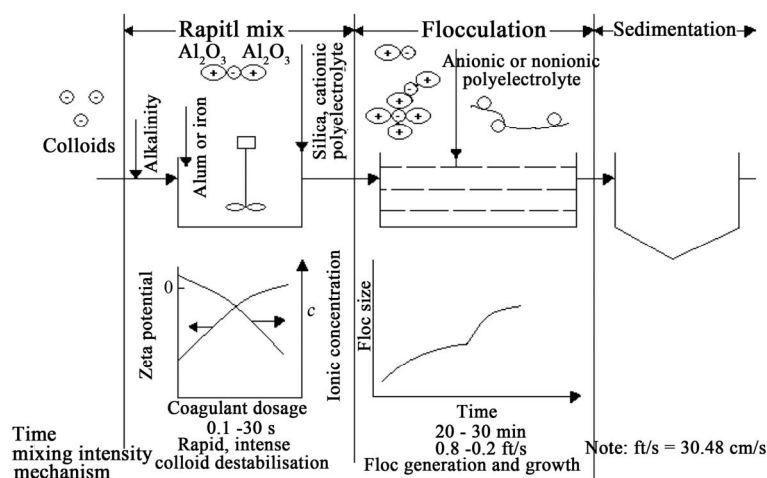 Rapitl mix
Flocculation
Sedimentation
Al2O3 Al2O3
+ - +
Colloids
- -
-
Alkalinity
Alum or iron
Silica, cationic
polyelectrolyte
+ -
- +
+
+ - +
+
Anionic or nonionic
polyelectrolyte
- -
-
Zeta potential
0
c
Ionic concentration
Coagulant dosage
0.1 -30 s
Rapid, intense
colloid destabilisation
Floc size
Time
20 - 30 min
0.8 -0.2 ft/s
Floc generation and growth
Time
mixing intensity
mechanism
Note: ft/s = 30.48 cm/s